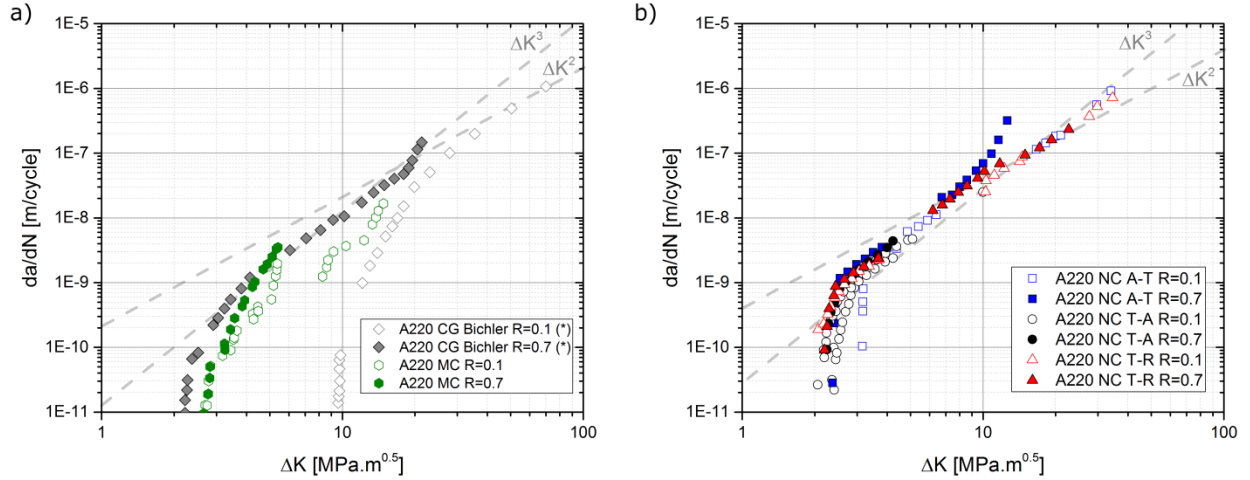 a)
1E-5
1E-6
1E-7
1E-8
1E-9
1E-10
1E-11
da/dN [m/cycle]
ΔK³
ΔK²
A220 CG Bichler R=0.1 (*)
A220 CG Bichler R=0.7 (*)
A220 MC R=0.1
A220 MC R=0.7
1
10
100
ΔK [MPa.m^0.5]
b)
1E-5
1E-6
1E-7
1E-8
1E-9
1E-10
1E-11
da/dN [m/cycle]
ΔK³
ΔK²
A220 NC A-T R=0.1
A220 NC A-T R=0.7
A220 NC T-A R=0.1
A220 NC T-A R=0.7
A220 NC T-R R=0.1
A220 NC T-R R=0.7
1
10
100
ΔK [MPa.m^0.5]